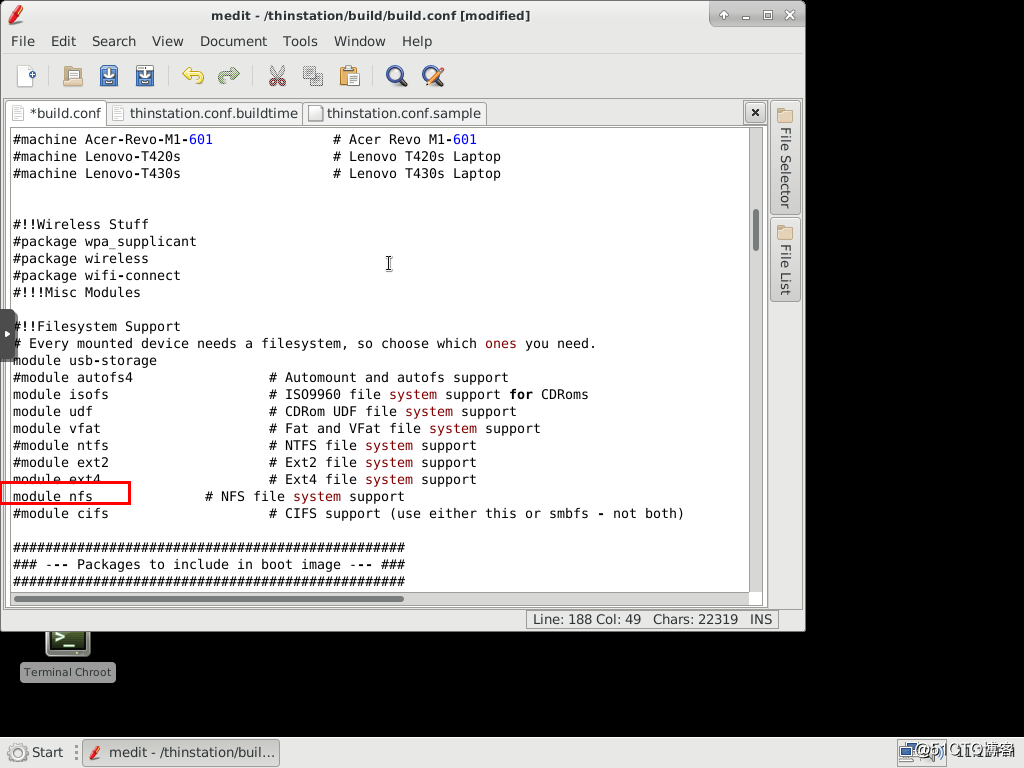 medit - /thinstation/build/build.conf [modified]
File Edit Search View Document Tools Window Help
*build.conf thinstation.conf.buildtime thinstation.conf.sample
#machine Acer-Revo-M1-601 # Acer Revo M1-601
#machine Lenovo-T420s # Lenovo T420s Laptop
#machine Lenovo-T430s # Lenovo T430s Laptop
#!!Wireless Stuff
#package wpa_supplicant
#package wireless
#package wifi-connect
#!!!Misc Modules
#!!Filesystem Support
# Every mounted device needs a filesystem, so choose which ones you need.
module usb-storage
#module autofs4 # Automount and autofs support
module isofs # ISO9960 file system support for CDRoms
module udf # CDRom UDF file system support
module vfat # Fat and VFat file system support
#module ntfs # NTFS file system support
#module ext2 # Ext2 file system support
module ext4 # Ext4 file system support
module nfs # NFS file system support
#module cifs # CIFS support (use either this or smbfs - not both)
#################################################
### --- Packages to include in boot image --- ###
#################################################
File Selector
File List
Line: 188 Col: 49 Chars: 22319 INS
Terminal Chroot
Start
medit - /thinstation/buil...
@51CTO博客